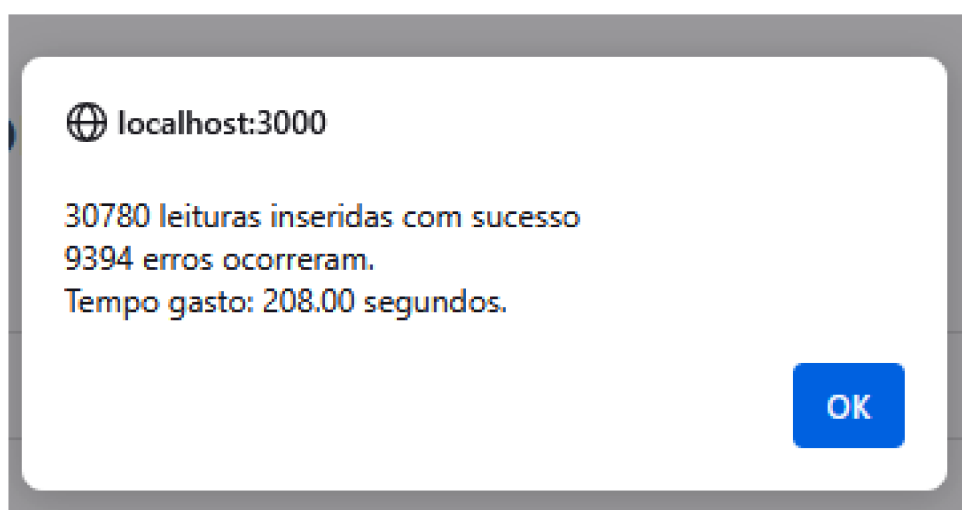 localhost:3000
30780 leituras inseridas com sucesso
9394 erros ocorreram.
Tempo gasto: 208.00 segundos.
OK